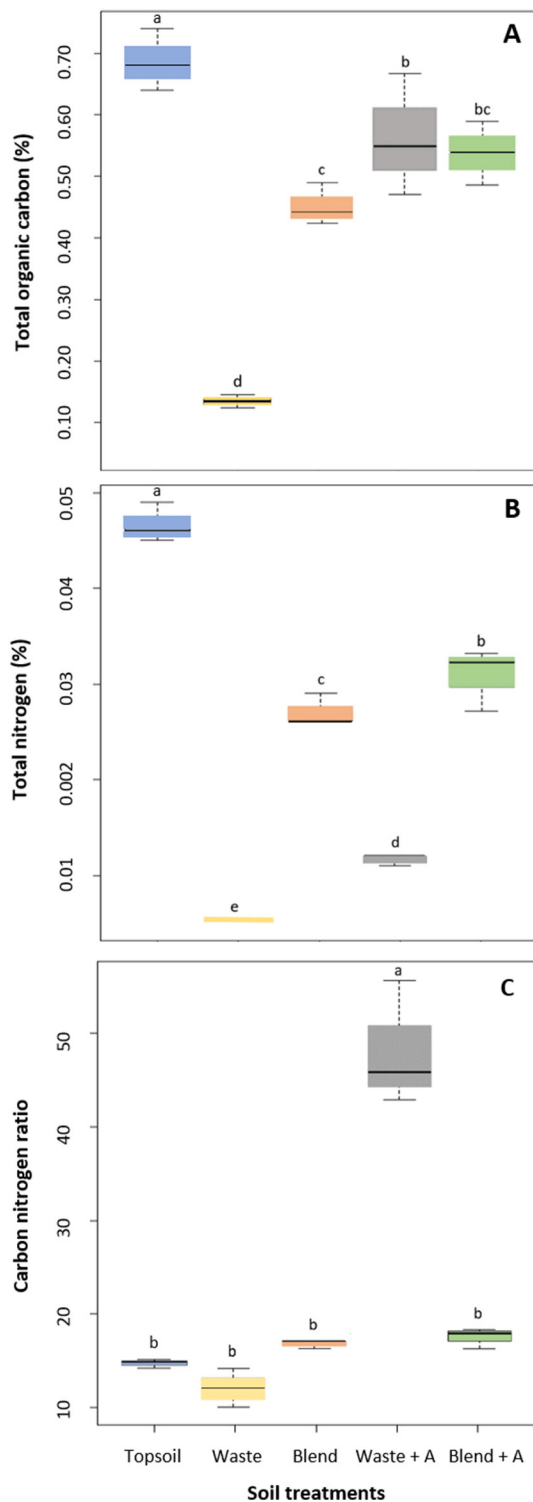 A
Total organic carbon (%)
0.70
0.60
0.50
0.40
0.30
0.20
0.10
a
d
c
b
bc
B
Total nitrogen (%)
0.05
0.04
0.03
0.002
0.01
a
e
c
d
b
C
Carbon nitrogen ratio
50
40
30
20
10
b
b
b
a
b
Topsoil Waste Blend Waste + A Blend + A
Soil treatments